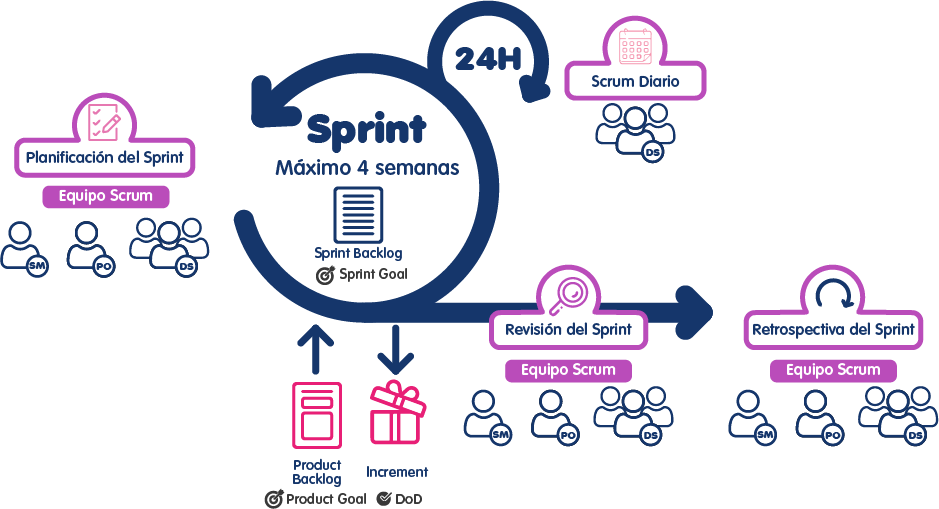 24H
Scrum Diario
DS
Sprint
Máximo 4 semanas
Sprint Backlog
Sprint Goal
Planificación del Sprint
Equipo Scrum
SM
PO
DS
Revisión del Sprint
Equipo Scrum
SM
PO
DS
Retrospectiva del Sprint
Equipo Scrum
SM
PO
DS
Product
Backlog
Product Goal
Increment
DoD